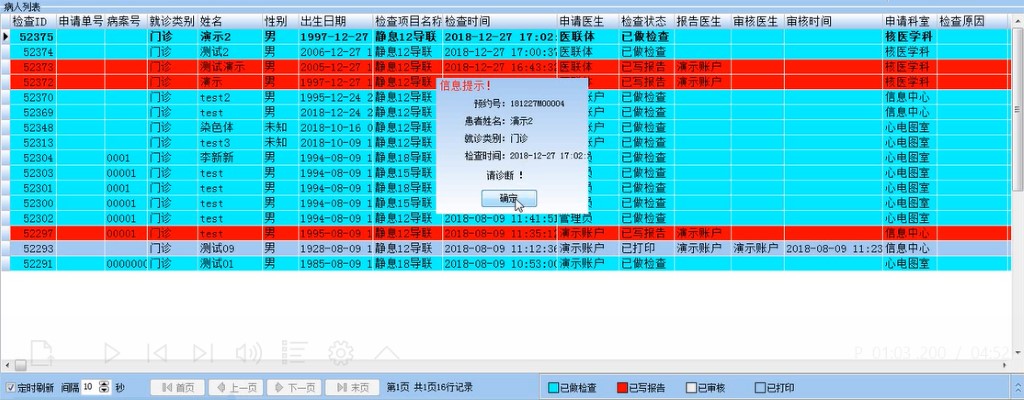 病人列表
检查ID 申请单号 病案号 就诊类别 姓名 性别 出生日期 检查项目名称 检查时间 申请医生 检查状态 报告医生 审核医生 审核时间 申请科室 检查原因
52375 门诊 演示2 男 1997-12-27 静息12导联 2018-12-27 17:02: 医联体 已做检查 核医学科
52374 门诊 测试2 男 2006-12-27 1 静息12导联 2018-12-27 17:00:37 医联体 已做检查 核医学科
52373 门诊 测试演示 男 2005-12-27 1 静息12导联 2018-12-27 16:43:32 医联体 已写报告 演示账户 核医学科
52372 门诊 演示 男 1997-12-27 1 静息12导联 已写报告 演示账户 核医学科
52370 门诊 test2 男 1995-12-24 2 静息12导联 账户 已做检查 信息中心
52369 门诊 test 男 2018-12-24 2 静息12导联 账户 已做检查 信息中心
52348 门诊 染色体 未知 2018-10-16 0 静息12导联 账户 已做检查 心电图室
52313 门诊 test3 未知 2018-10-09 1 静息12导联 账户 已做检查 心电图室
52304 0001 门诊 李新新 男 1994-08-09 1 静息18导联 员 已做检查 心电图室
52303 00001 门诊 test 男 1994-08-09 1 静息15导联 员 已做检查 心电图室
52301 0001 门诊 test 男 1994-08-09 1 静息18导联 员 已做检查 心电图室
52300 00001 门诊 test 男 1994-08-09 1 静息15导联 员 已做检查 心电图室
52302 00001 门诊 test 男 1994-08-09 1 静息12导联 2018-08-09 11:41:51 管理员 已做检查 心电图室
52297 00001 门诊 test 男 1995-08-09 1 静息12导联 2018-08-09 11:35:12 演示账户 已写报告 演示账户 信息中心
52293 门诊 测试09 男 1928-08-09 1 静息12导联 2018-08-09 11:12:36 演示账户 已打印 演示账户 演示账户 2018-08-09 11:23 信息中心
52291 0000000 门诊 测试01 男 1985-08-09 1 静息18导联 2018-08-09 10:53:00 演示账户 已做检查 心电图室
信息提示!
预约号: 181227M00004
患者姓名: 演示2
就诊类别: 门诊
检查时间: 2018-12-27 17:02:
请诊断 !
确定
P 01:03.200 / 04:52
定时刷新 间隔 10 秒 首页 上一页 下一页 末页 第1页 共1页16行记录 已做检查 已写报告 已审核 已打印